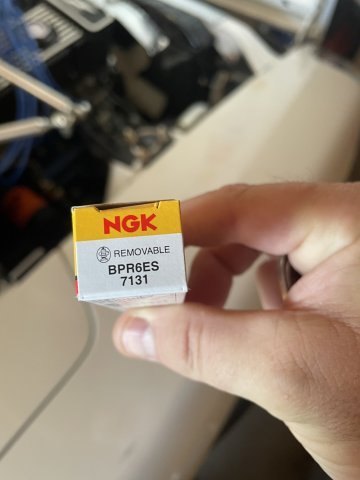 NGK
REMOVABLE
BPR6ES
7131